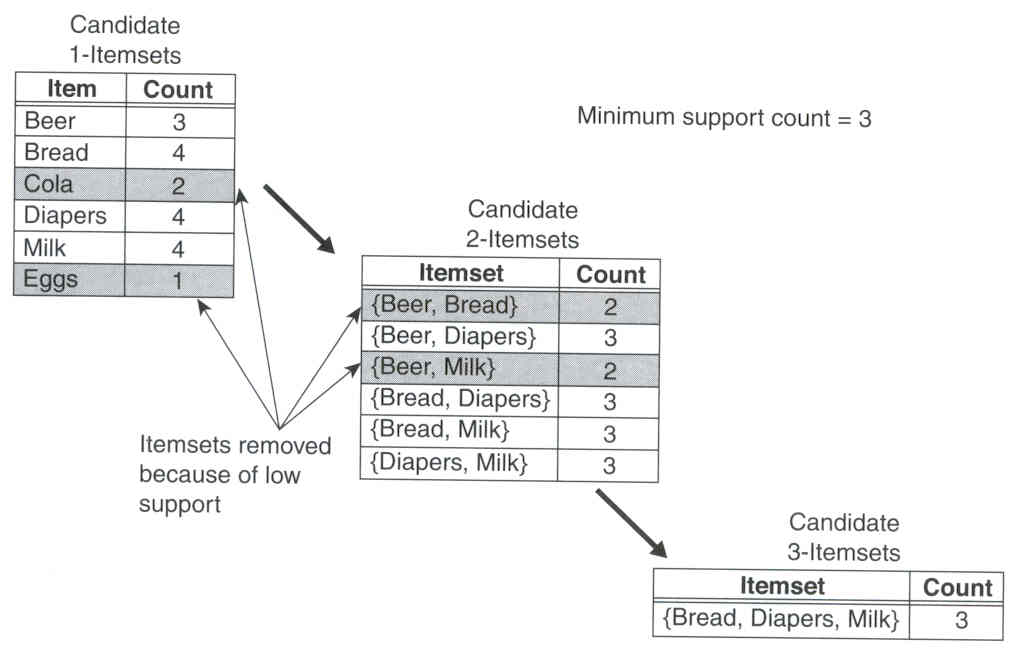 Candidate
1-Itemsets
Item Count
Beer 3
Bread 4
Cola 2
Diapers 4
Milk 4
Eggs 1
Minimum support count = 3
Candidate
2-Itemsets
Itemset Count
{Beer, Bread} 2
{Beer, Diapers} 3
{Beer, Milk} 2
{Bread, Diapers} 3
{Bread, Milk} 3
{Diapers, Milk} 3
Itemsets removed
because of low
support
Candidate
3-Itemsets
Itemset Count
{Bread, Diapers, Milk} 3